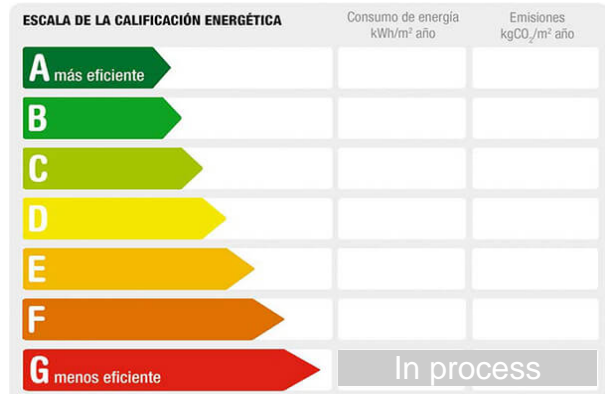 ESCALA DE LA CALIFICACIÓN ENERGÉTICA
Consumo de energía
kWh/m² año
Emisiones
kgCO₂/m² año
A más eficiente
B
C
D
E
F
G menos eficiente
In process